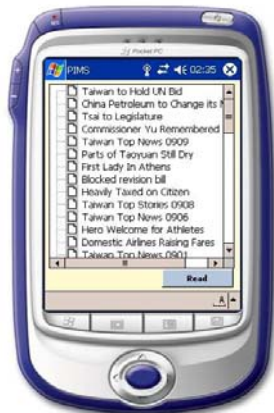 Pocket PC
PIMS 02:35
Taiwan to Hold UN Bid
China Petroleum to Change its N
Tsai to Legislature
Commissioner Yu Remembered
Taiwan Top News 0909
Parts of Taoyuan Still Dry
First Lady In Athens
Blocked revision bill
Heavily Taxed on Citizen
Taiwan Top Stories 0908
Taiwan Top News 0906
Hero Welcome for Athletes
Domestic Airlines Raising Fares
Taiwan Top News 0901
Read
A